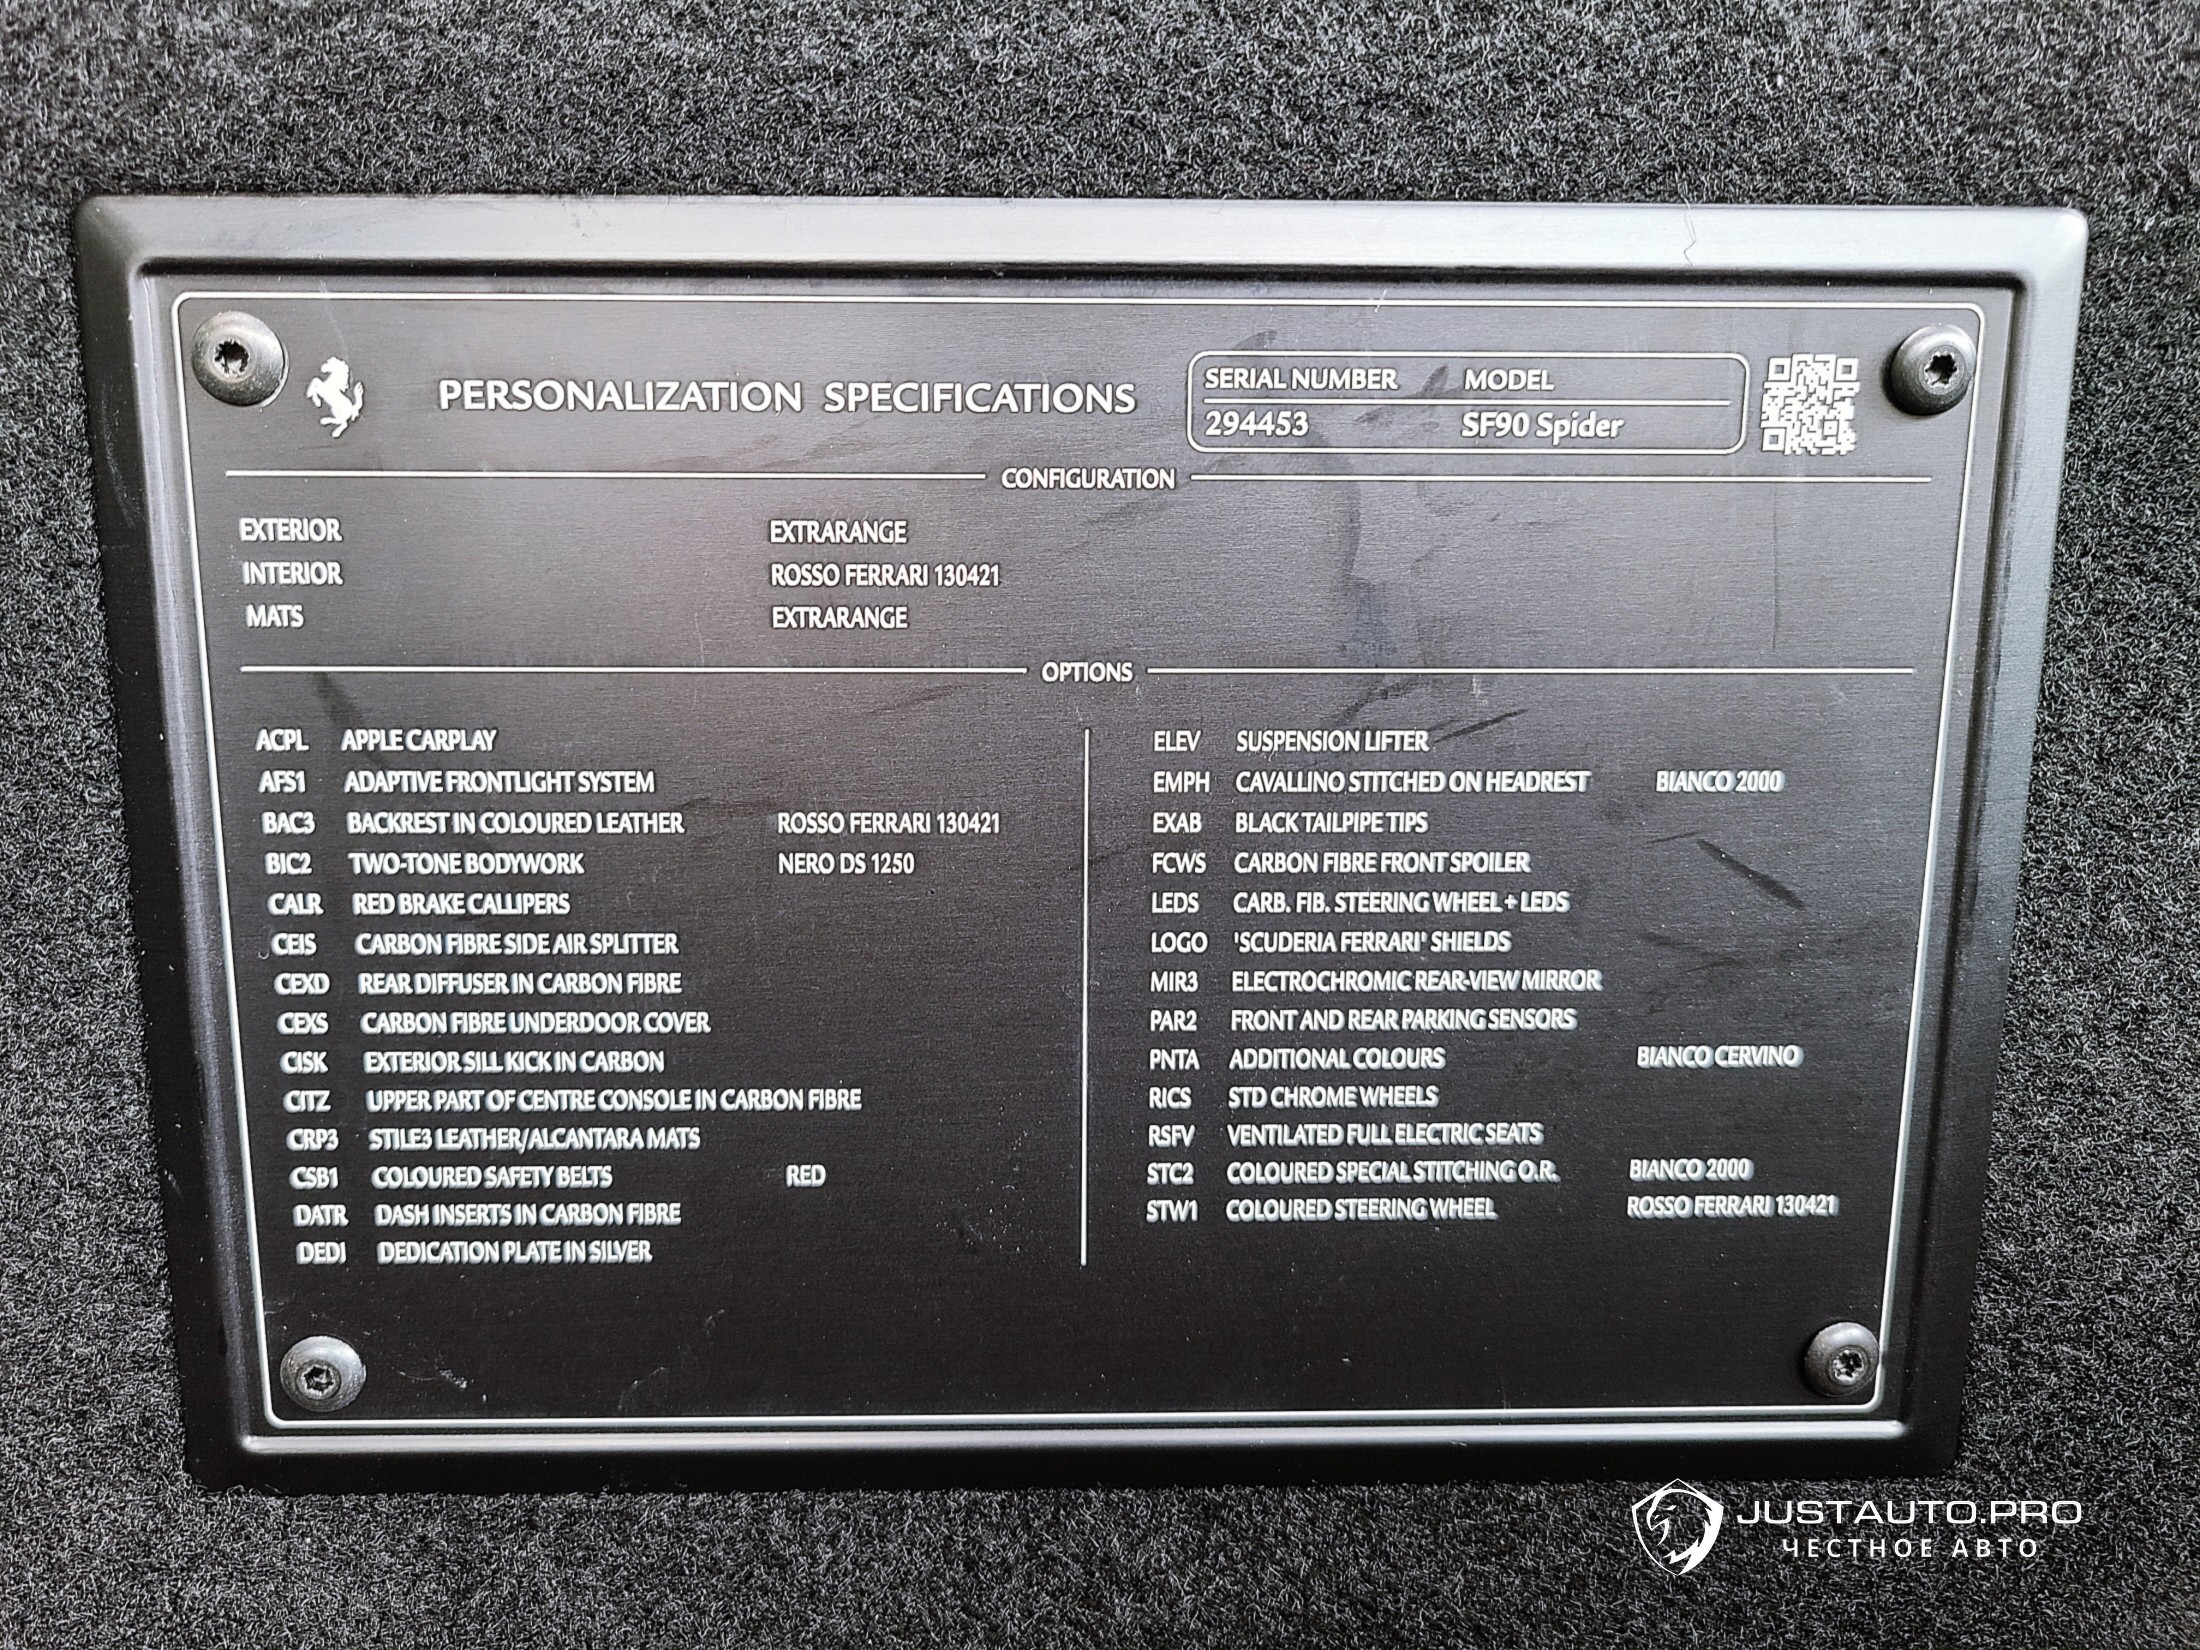 PERSONALIZATION SPECIFICATIONS
SERIAL NUMBER MODEL
294453 SF90 Spider
CONFIGURATION
EXTERIOR EXTRARANGE
INTERIOR ROSSO FERRARI 130421
MATS EXTRARANGE
OPTIONS
ACPL APPLE CARPLAY
AFS1 ADAPTIVE FRONTLIGHT SYSTEM
BAC3 BACKREST IN COLOURED LEATHER ROSSO FERRARI 130421
BIC2 TWO-TONE BODYWORK NERO DS 1250
CALR RED BRAKE CALLIPERS
CEIS CARBON FIBRE SIDE AIR SPLITTER
CEXD REAR DIFFUSER IN CARBON FIBRE
CEXS CARBON FIBRE UNDERDOOR COVER
CISK EXTERIOR SILL KICK IN CARBON
CITZ UPPER PART OF CENTRE CONSOLE IN CARBON FIBRE
CRP3 STILE3 LEATHER/ALCANTARA MATS
CSB1 COLOURED SAFETY BELTS RED
DATR DASH INSERTS IN CARBON FIBRE
DEDI DEDICATION PLATE IN SILVER
ELEV SUSPENSION LIFTER
EMPH CAVALLINO STITCHED ON HEADREST BIANCO 2000
EXAB BLACK TAILPIPE TIPS
FCWS CARBON FIBRE FRONT SPOILER
LEDS CARB. FIB. STEERING WHEEL + LEDS
LOGO 'SCUDERIA FERRARI' SHIELDS
MIR3 ELECTROCHROMIC REAR-VIEW MIRROR
PAR2 FRONT AND REAR PARKING SENSORS
PNTA ADDITIONAL COLOURS BIANCO CERVINO
RICS STD CHROME WHEELS
RSFV VENTILATED FULL ELECTRIC SEATS
STC2 COLOURED SPECIAL STITCHING O.R. BIANCO 2000
STW1 COLOURED STEERING WHEEL ROSSO FERRARI 130421
JUSTAUTO.PRO
ЧЕСТНОЕ АВТО